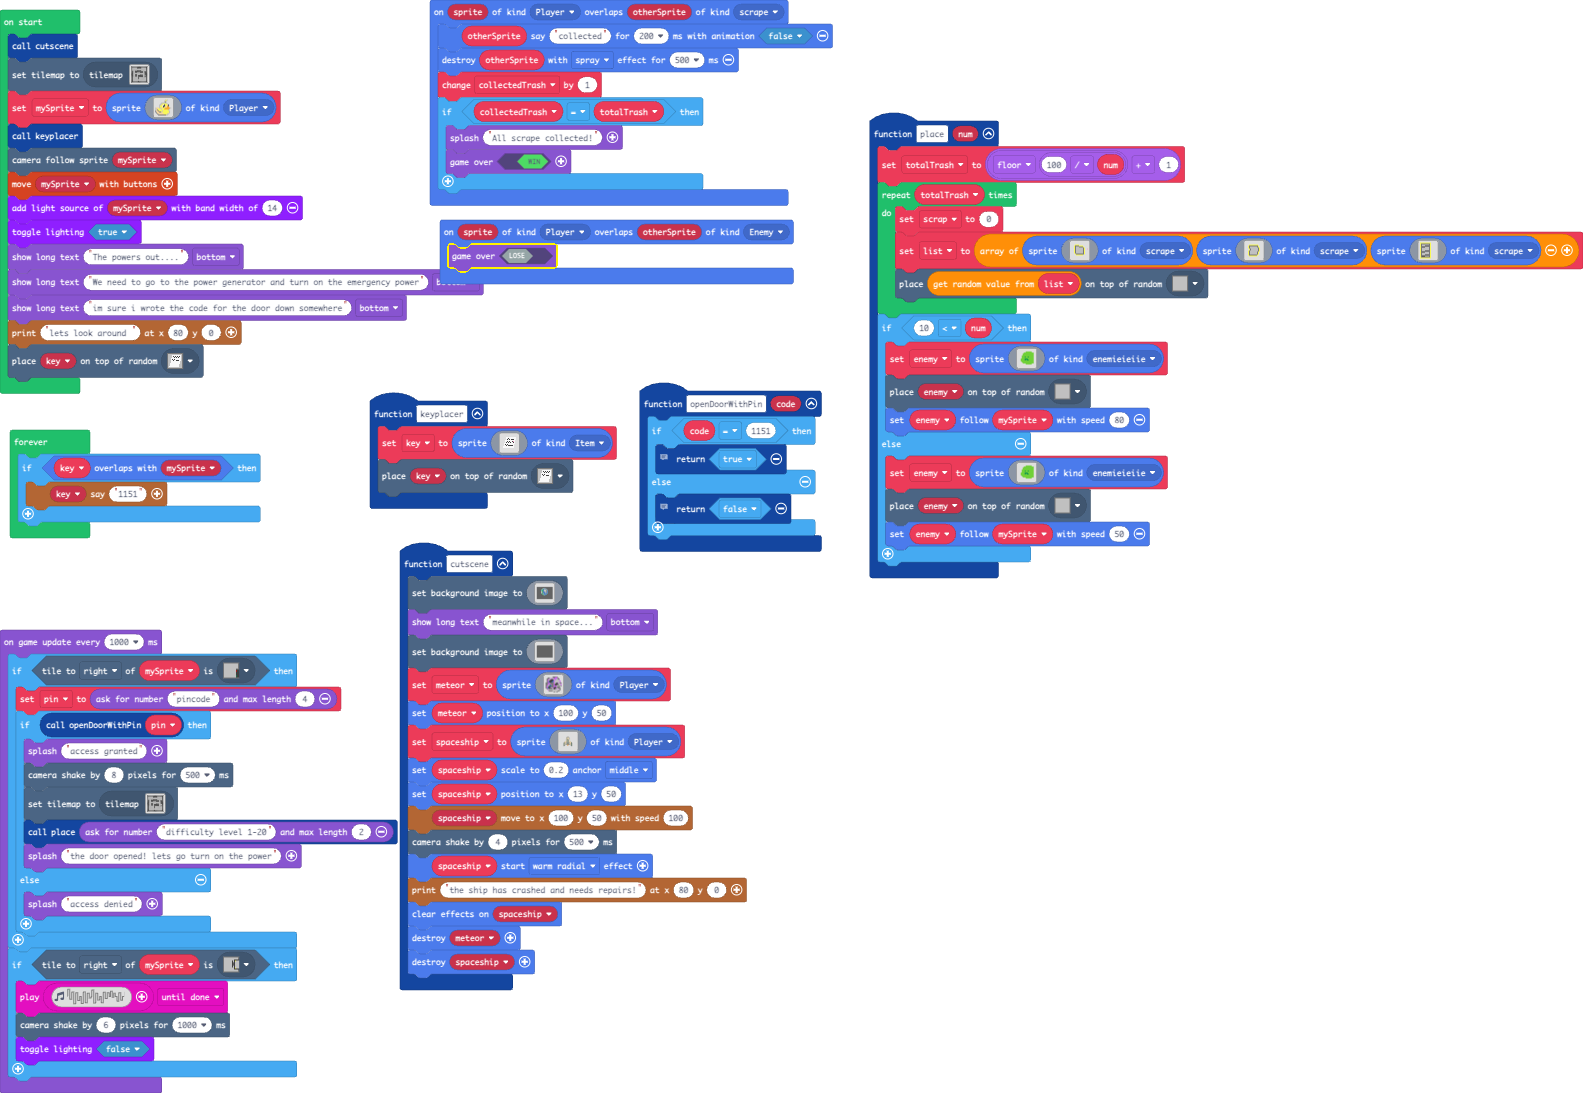 on start
call cutscene
set tilemap to tilemap
set mySprite to sprite of kind Player
call keyplacer
camera follow sprite mySprite
move mySprite with buttons
add light source of mySprite with band width of 14
toggle lighting true
show long text "The powers out...." bottom
show long text "We need to go to the power generator and turn on the emergency power"
show long text "im sure i wrote the code for the door down somewhere" bottom
print "lets look around" at x 80 y 0
place key on top of random
forever
if key overlaps with mySprite then
key say "1151"
on game update every 1000 ms
if tile to right of mySprite is then
set pin to ask for number "pincode" and max length 4
if call openDoorWithPin pin then
splash "access granted"
camera shake by 8 pixels for 500 ms
set tilemap to tilemap
call place ask for number "difficulty level 1-20" and max length 2
splash "the door opened! lets go turn on the power"
else
splash "access denied"
if tile to right of mySprite is then
play until done
camera shake by 6 pixels for 1000 ms
toggle lighting false
on sprite of kind Player overlaps otherSprite of kind scrape
otherSprite say "collected" for 200 ms with animation false
destroy otherSprite with spray effect for 500 ms
change collectedTrash by 1
if collectedTrash = totalTrash then
splash "All scrape collected!"
game over WIN
on sprite of kind Player overlaps otherSprite of kind Enemy
game over LOSE
function keyplacer
set key to sprite of kind Item
place key on top of random
function openDoorWithPin code
if code = 1151 then
return true
else
return false
function cutscene
set background image to
show long text "meanwhile in space..." bottom
set background image to
set meteor to sprite of kind Player
set meteor position to x 100 y 50
set spaceship to sprite of kind Player
set spaceship scale to 0.2 anchor middle
set spaceship position to x 13 y 50
spaceship move to x 100 y 50 with speed 100
camera shake by 4 pixels for 500 ms
spaceship start warm radial effect
print "the ship has crashed and needs repairs!" at x 80 y 0
clear effects on spaceship
destroy meteor
destroy spaceship
function place num
set totalTrash to floor 100 / num + 1
repeat totalTrash times
do
set scrap to 0
set list to array of sprite of kind scrape sprite of kind scrape sprite of kind scrape
place get random value from list on top of random
if 10 < num then
set enemy to sprite of kind enemieieiie
place enemy on top of random
set enemy follow mySprite with speed 80
else
set enemy to sprite of kind enemieieiie
place enemy on top of random
set enemy follow mySprite with speed 50